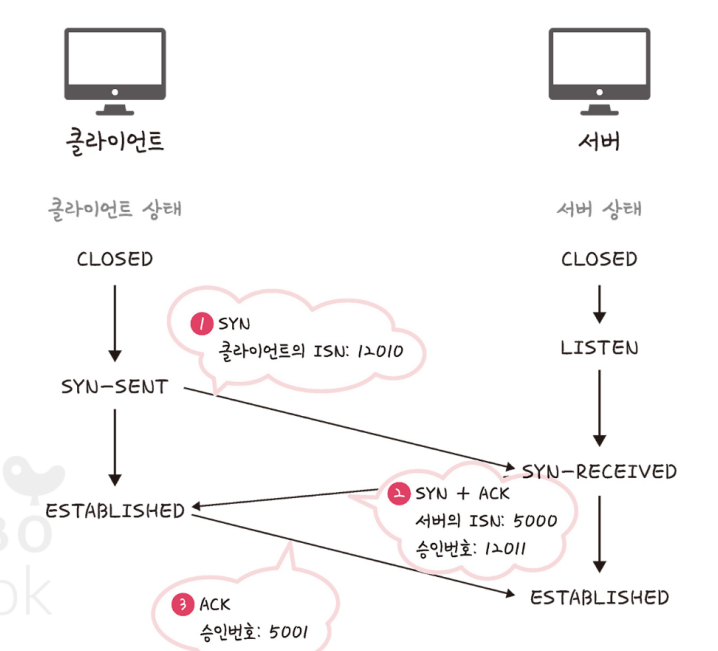 클라이언트
서버
클라이언트 상태
서버 상태
CLOSED
CLOSED
① SYN
클라이언트의 ISN: 12010
LISTEN
SYN-SENT
SYN-RECEIVED
② SYN + ACK
서버의 ISN: 5000
승인번호: 12011
ESTABLISHED
ESTABLISHED
③ ACK
승인번호: 5001